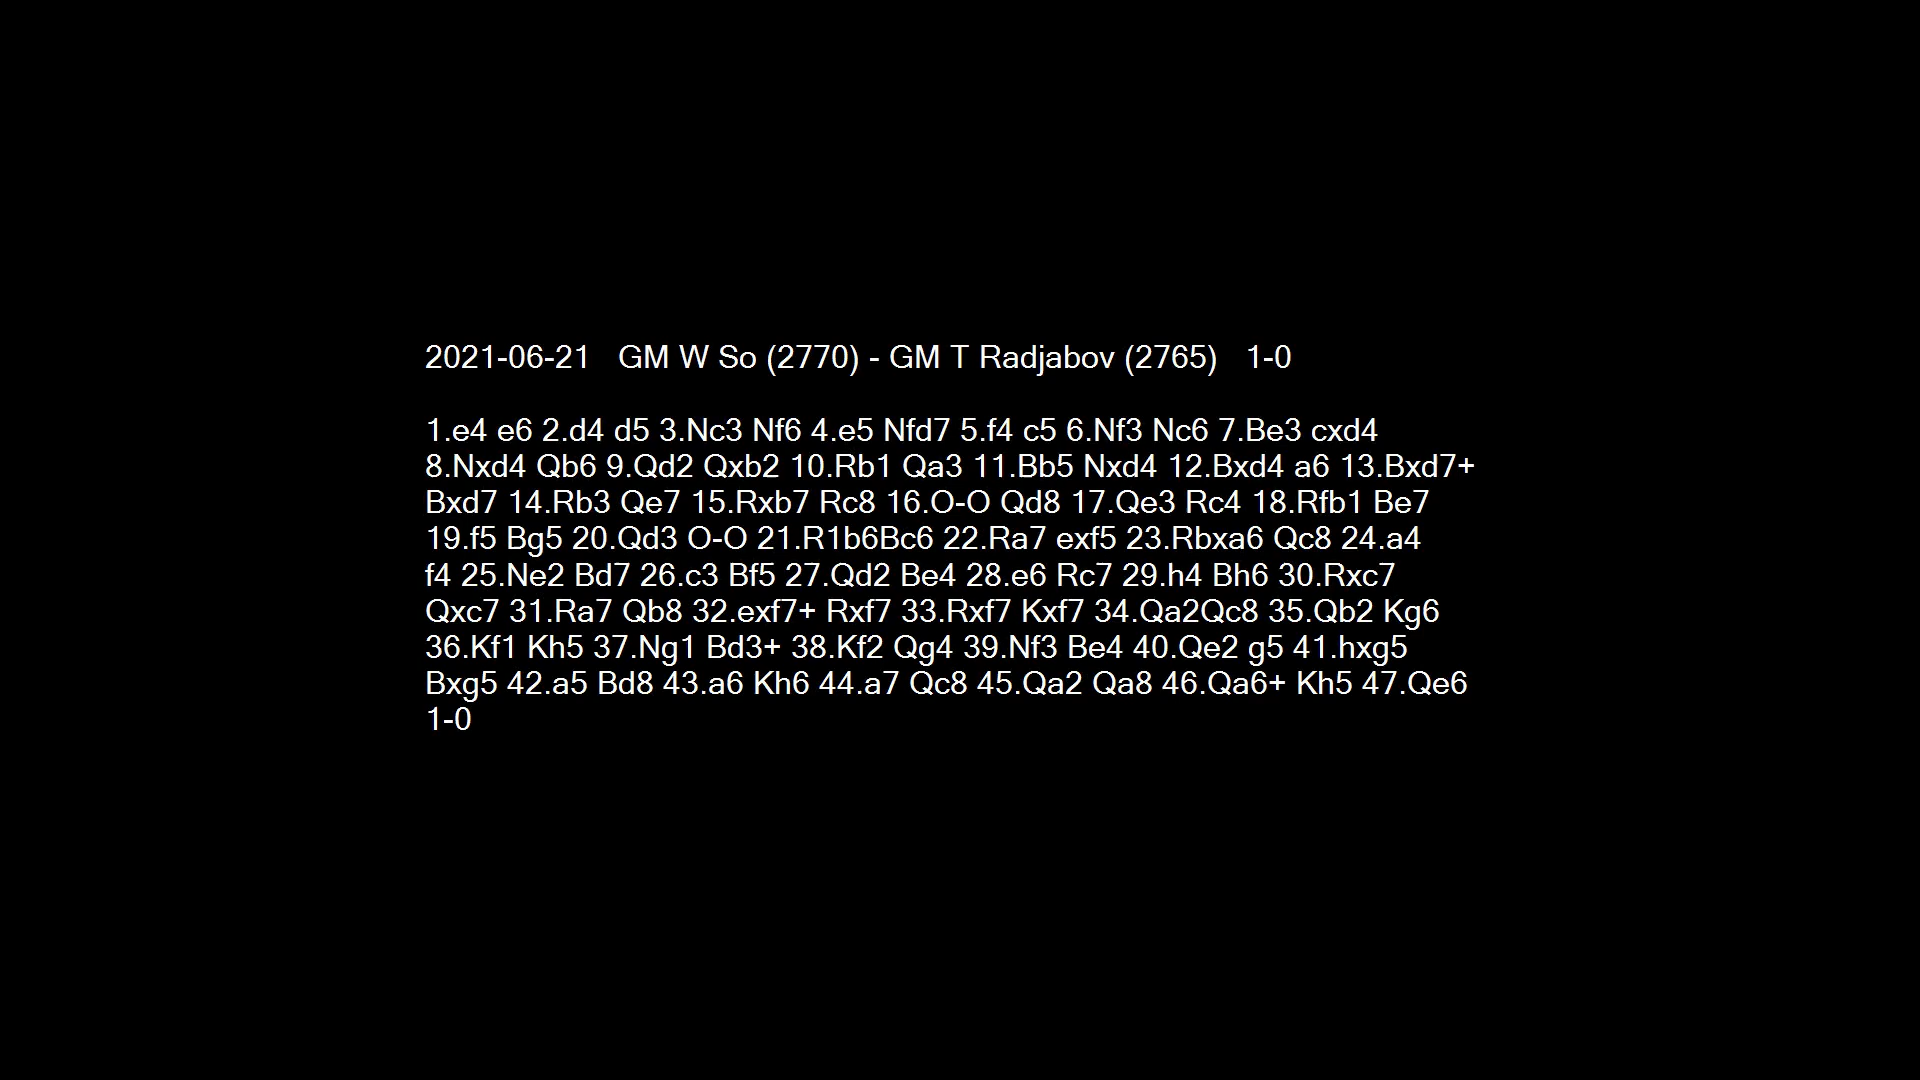 2021-06-21   GM W So (2770) - GM T Radjabov (2765)   1-0
1.e4 e6 2.d4 d5 3.Nc3 Nf6 4.e5 Nfd7 5.f4 c5 6.Nf3 Nc6 7.Be3 cxd4
8.Nxd4 Qb6 9.Qd2 Qxb2 10.Rb1 Qa3 11.Bb5 Nxd4 12.Bxd4 a6 13.Bxd7+
Bxd7 14.Rb3 Qe7 15.Rxb7 Rc8 16.O-O Qd8 17.Qe3 Rc4 18.Rfb1 Be7
19.f5 Bg5 20.Qd3 O-O 21.R1b6Bc6 22.Ra7 exf5 23.Rbxa6 Qc8 24.a4
f4 25.Ne2 Bd7 26.c3 Bf5 27.Qd2 Be4 28.e6 Rc7 29.h4 Bh6 30.Rxc7
Qxc7 31.Ra7 Qb8 32.exf7+ Rxf7 33.Rxf7 Kxf7 34.Qa2Qc8 35.Qb2 Kg6
36.Kf1 Kh5 37.Ng1 Bd3+ 38.Kf2 Qg4 39.Nf3 Be4 40.Qe2 g5 41.hxg5
Bxg5 42.a5 Bd8 43.a6 Kh6 44.a7 Qc8 45.Qa2 Qa8 46.Qa6+ Kh5 47.Qe6
1-0